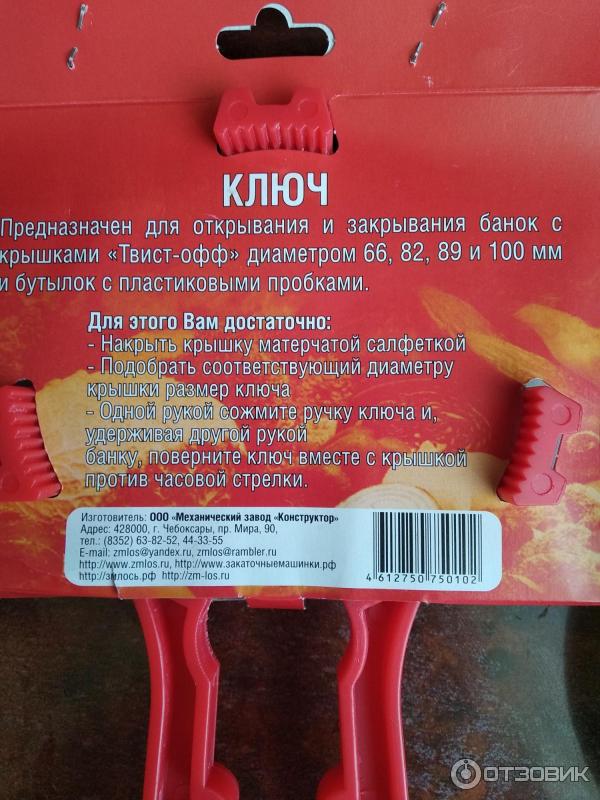 КЛЮЧ
Предназначен для открывания и закрывания банок с
крышками «Твист-офф» диаметром 66, 82, 89 и 100 мм
и бутылок с пластиковыми пробками.
Для этого Вам достаточно:
- Накрыть крышку матерчатой салфеткой
- Подобрать соответствующий диаметру
крышки размер ключа
- Одной рукой сожмите ручку ключа и,
удерживая другой рукой
банку, поверните ключ вместе с крышкой
против часовой стрелки.
Изготовитель: ООО «Механический завод «Конструктор»
Адрес: 428000, г. Чебоксары, пр. Мира, 90,
тел.: (8352) 63-82-52, 44-33-55
E-mail: zmlos@yandex.ru, zmlos@rambler.ru
http://www.zmlos.ru, http://www.закаточныемашинки.рф
http://змлось.рф http://zm-los.ru
4 612750 750102
ОТЗОВИК